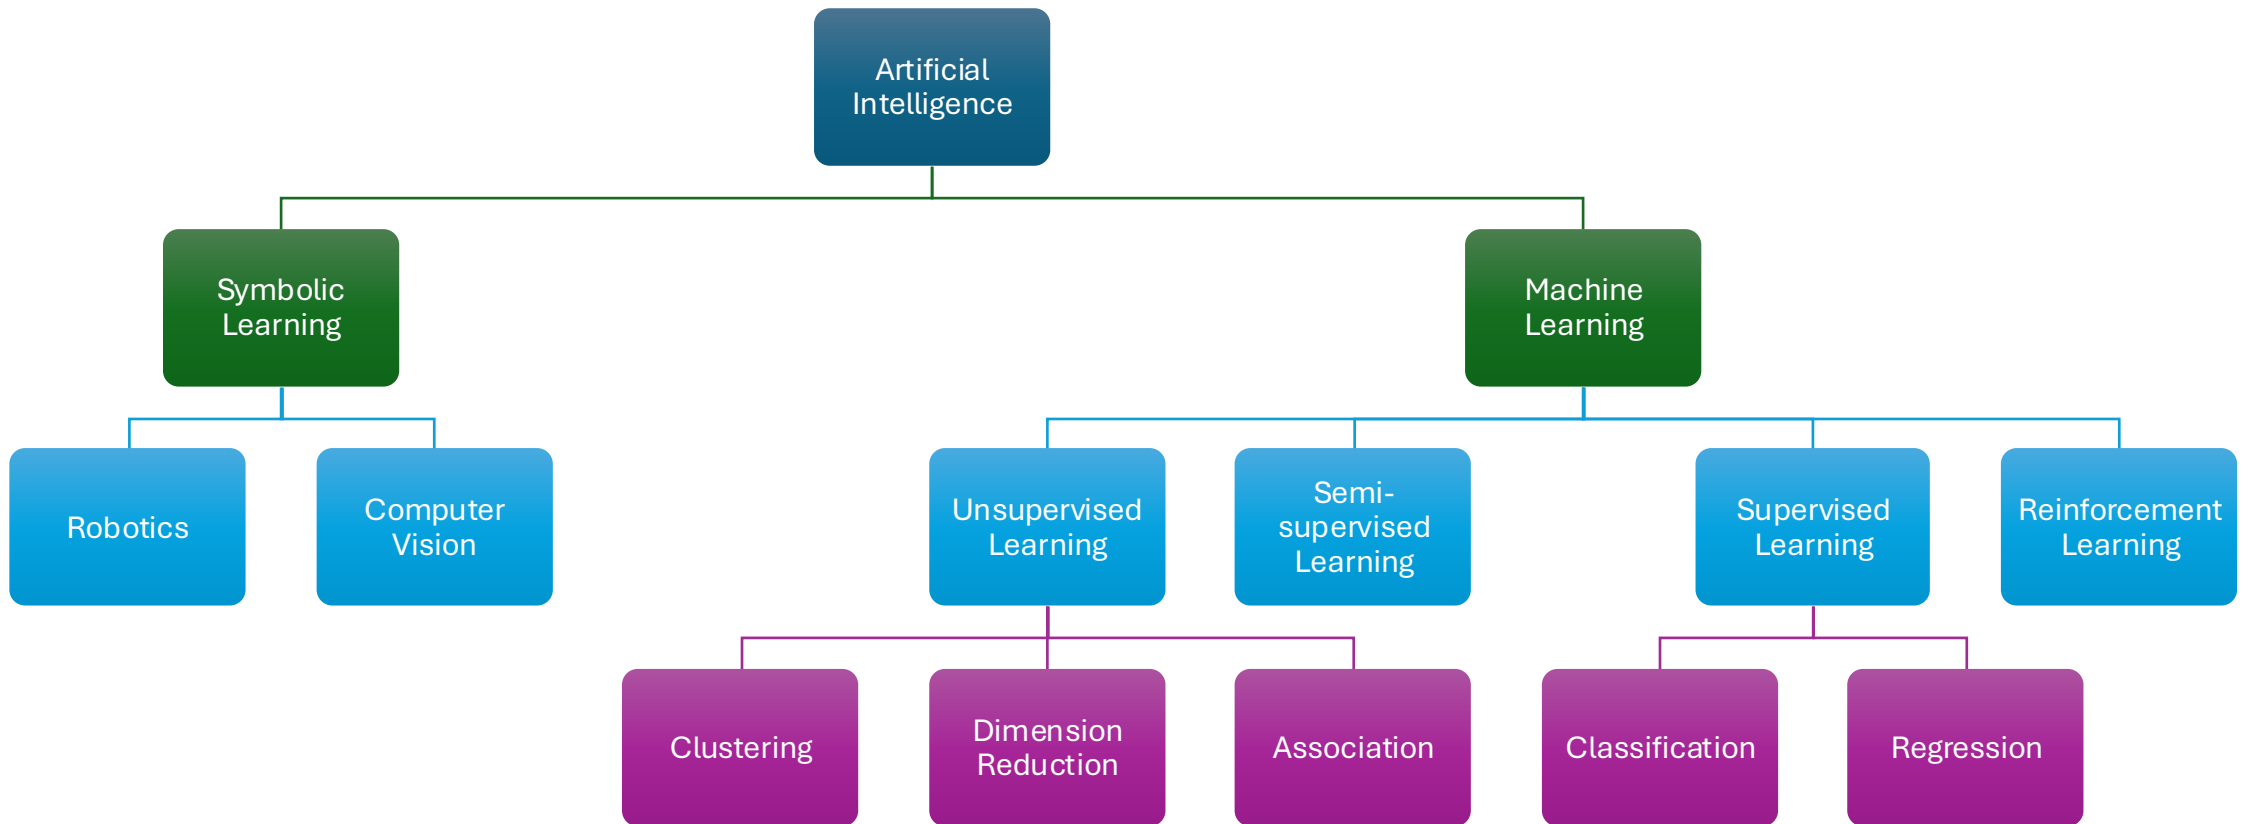 Artificial
Intelligence
Symbolic
Learning
Machine
Learning
Robotics
Computer
Vision
Unsupervised
Learning
Semi-
supervised
Learning
Supervised
Learning
Reinforcement
Learning
Clustering
Dimension
Reduction
Association
Classification
Regression